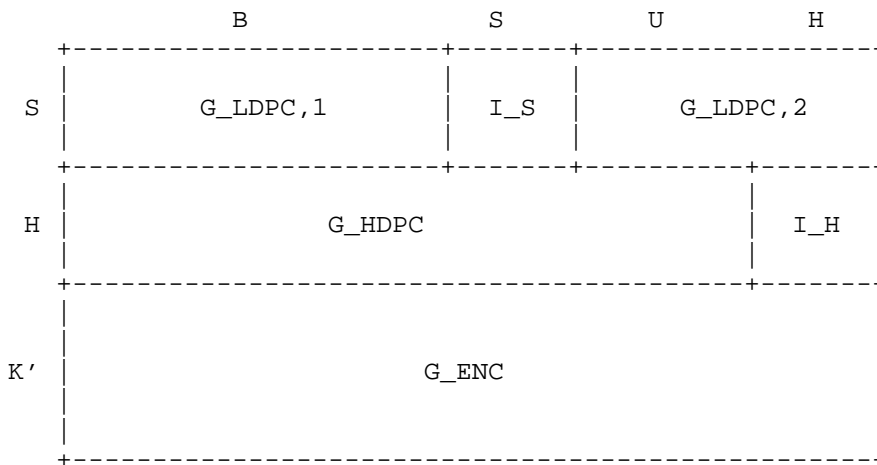 B S U H
S G_LDPC,1 I_S G_LDPC,2
H G_HDPC I_H
K' G_ENC